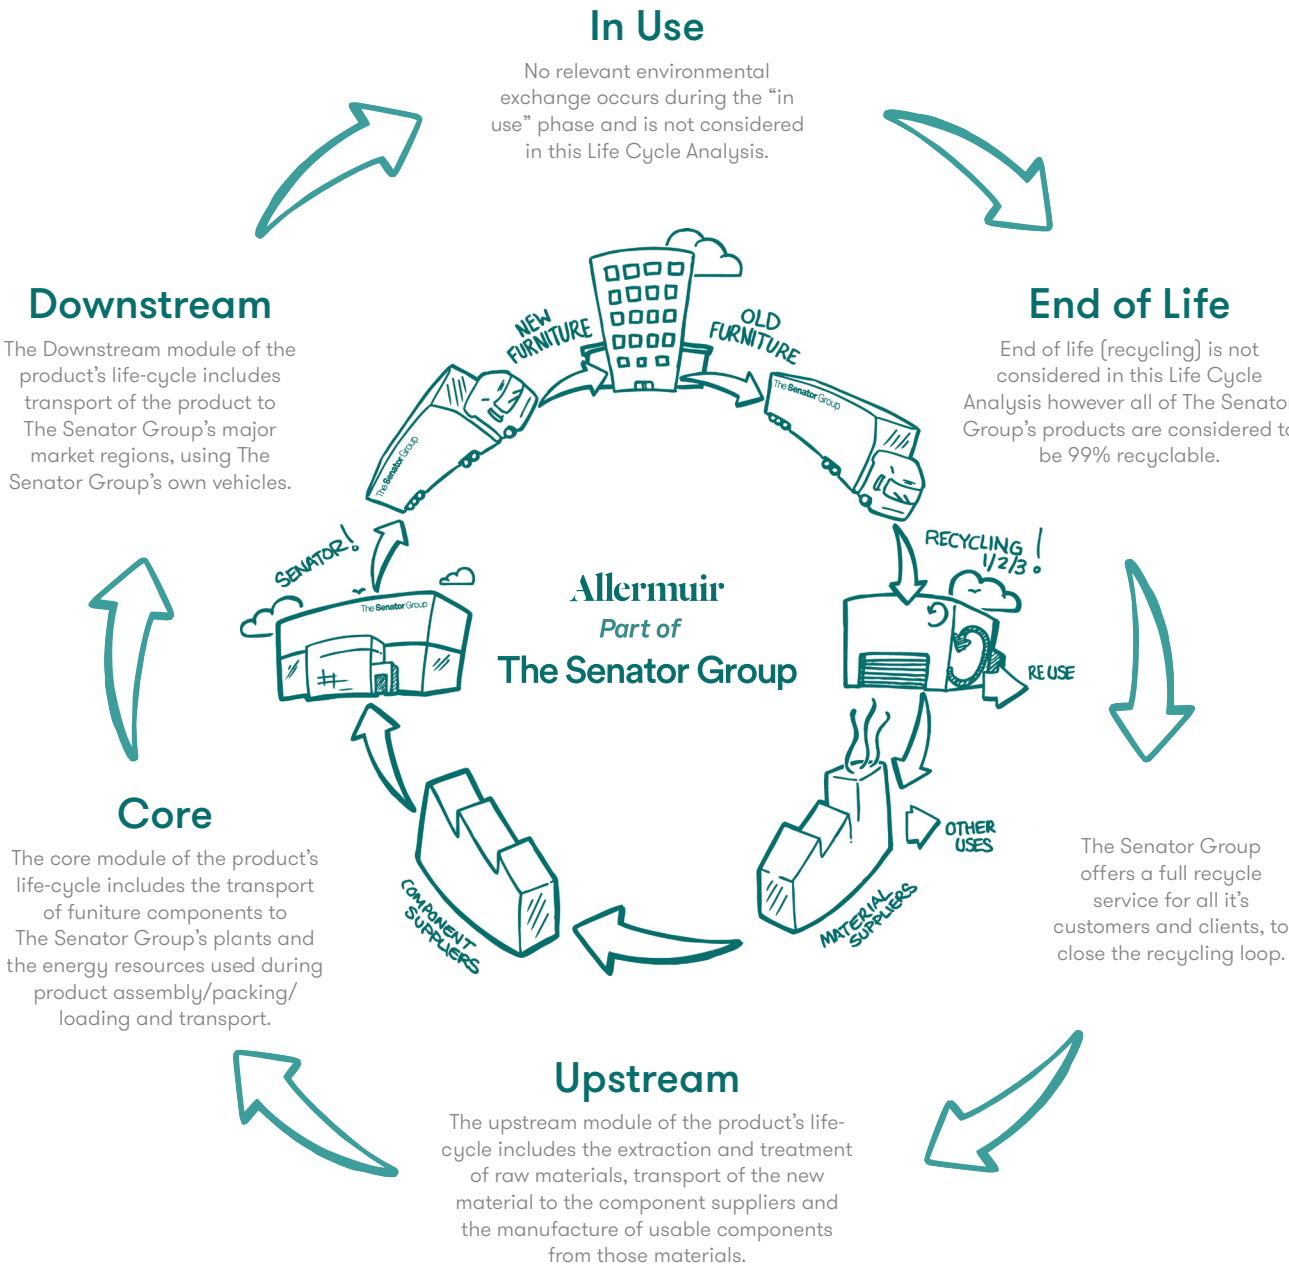 In Use
No relevant environmental
exchange occurs during the “in
use” phase and is not considered
in this Life Cycle Analysis.
Downstream
The Downstream module of the
product’s life-cycle includes
transport of the product to
The Senator Group’s major
market regions, using The
Senator Group’s own vehicles.
End of Life
End of life (recycling) is not
considered in this Life Cycle
Analysis however all of The Senator
Group’s products are considered to
be 99% recyclable.
NEW
FURNITURE
OLD
FURNITURE
The Senator Group
The Senator Group
SENATOR!
RECYCLING !
1/2/3
The Senator Group
Allermuir
Part of
The Senator Group
RE USE
Core
The core module of the product’s
life-cycle includes the transport
of funiture components to
The Senator Group’s plants and
the energy resources used during
product assembly/packing/
loading and transport.
COMPONENT
SUPPLIERS
MATERIAL
SUPPLIERS
OTHER
USES
The Senator Group
offers a full recycle
service for all it’s
customers and clients, to
close the recycling loop.
Upstream
The upstream module of the product’s life-
cycle includes the extraction and treatment
of raw materials, transport of the new
material to the component suppliers and
the manufacture of usable components
from those materials.